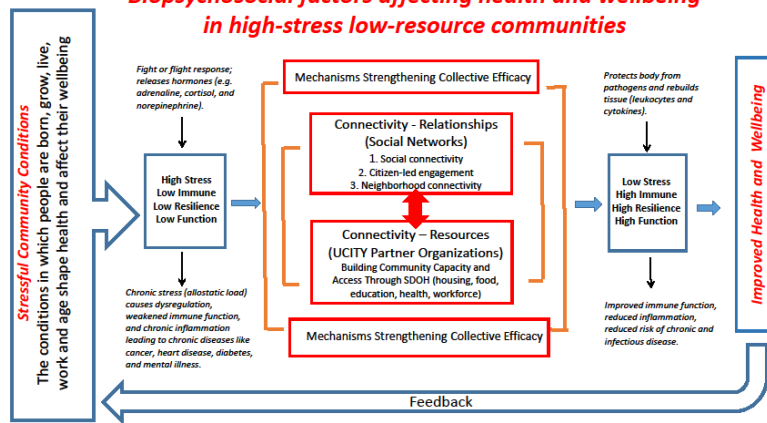 Biopsychosocial factors affecting health and wellbeing
in high-stress low-resource communities
Stressful Community Conditions
The conditions in which people are born, grow, live,
work and age shape health and affect their wellbeing
Fight or flight response;
releases hormones (e.g.
adrenaline, cortisol, and
norepinephrine).
High Stress
Low Immune
Low Resilience
Low Function
Chronic stress (allostatic load)
causes dysregulation,
weakened immune function,
and chronic inflammation
leading to chronic diseases like
cancer, heart disease, diabetes,
and mental illness.
Mechanisms Strengthening Collective Efficacy
Connectivity - Relationships
(Social Networks)
1. Social connectivity
2. Citizen-led engagement
3. Neighborhood connectivity
Connectivity – Resources
(UCITY Partner Organizations)
Building Community Capacity and
Access Through SDOH (housing, food,
education, health, workforce)
Mechanisms Strengthening Collective Efficacy
Protects body from
pathogens and rebuilds
tissue (leukocytes and
cytokines).
Low Stress
High Immune
High Resilience
High Function
Improved immune function,
reduced inflammation,
reduced risk of chronic and
infectious disease.
Improved Health and Wellbeing
Feedback